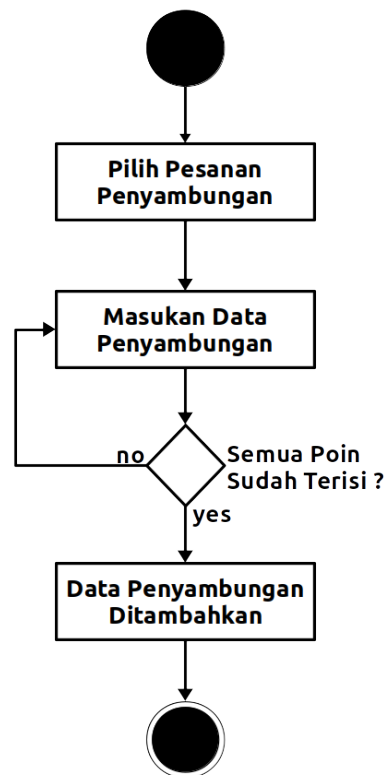 Pilih Pesanan
Penyambungan
Masukan Data
Penyambungan
no
Semua Poin
Sudah Terisi ?
yes
Data Penyambungan
Ditambahkan